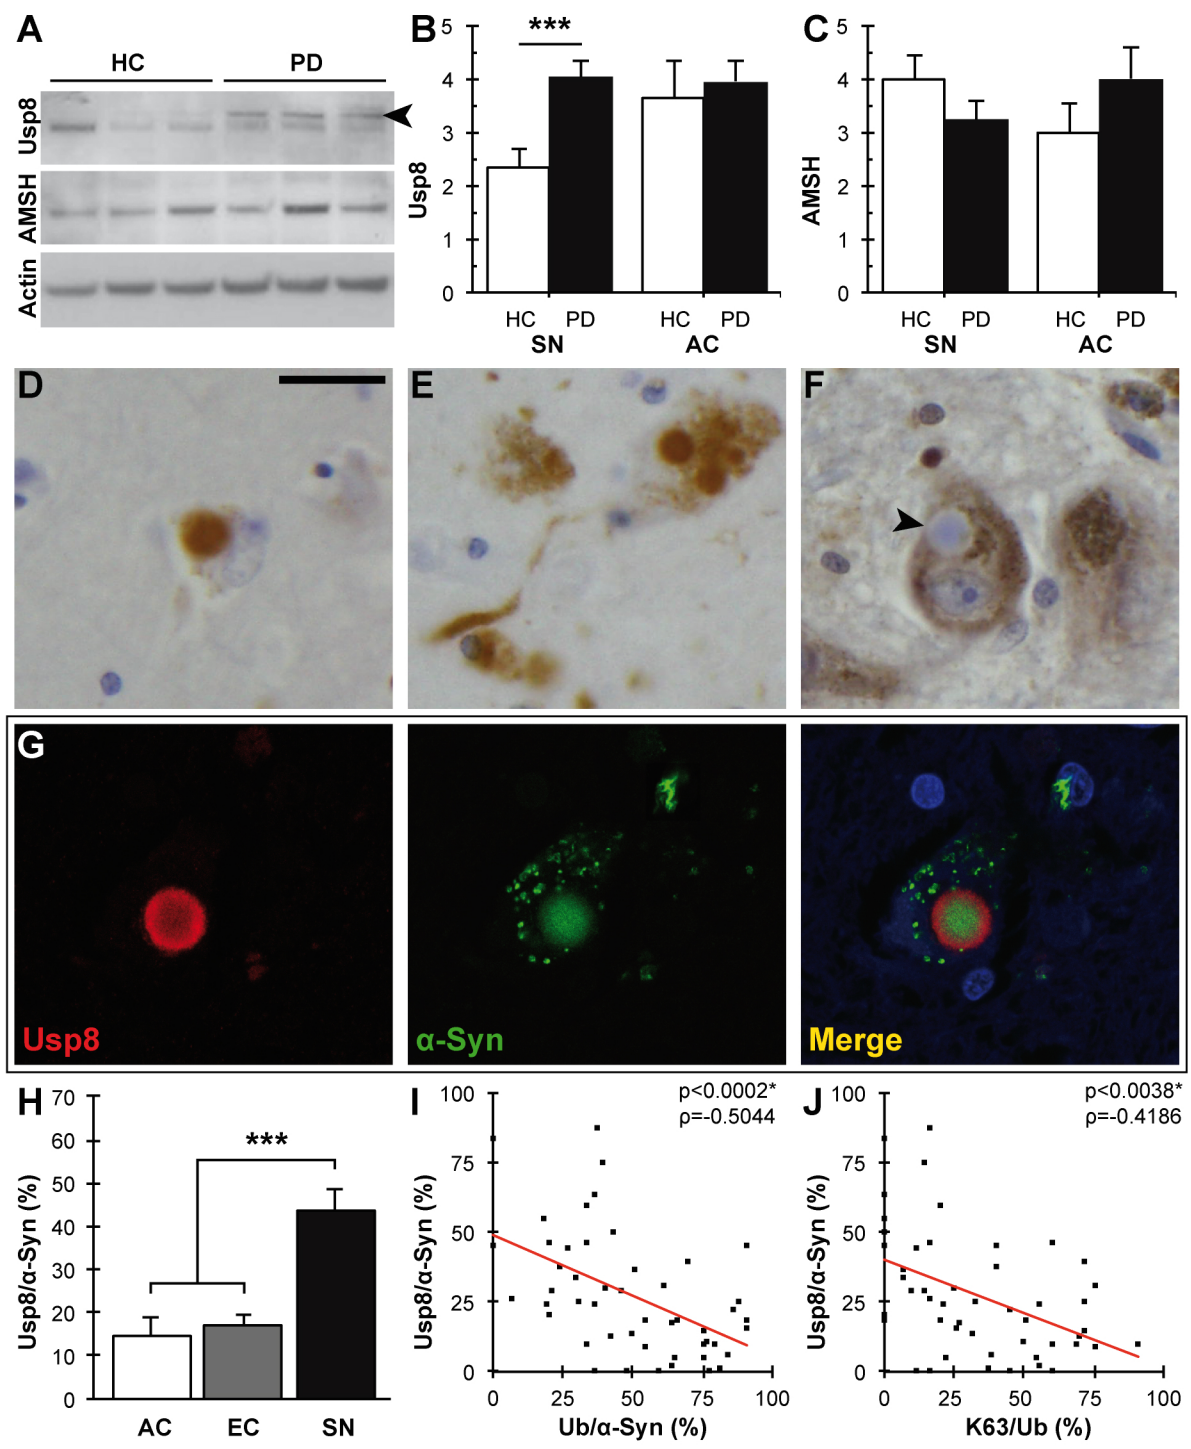 A
HC PD
Usp8
AMSH
Actin
B
***
5
4
3
2
1
0
Usp8
HC PD HC PD
SN AC
C
5
4
3
2
1
0
AMSH
HC PD HC PD
SN AC
D
E
F
G
Usp8
α-Syn
Merge
H
***
70
60
50
40
30
20
10
0
Usp8/α-Syn (%)
AC EC SN
I
p<0.0002*
ρ=-0.5044
100
75
50
25
0
Usp8/α-Syn (%)
0 25 50 75 100
Ub/α-Syn (%)
J
p<0.0038*
ρ=-0.4186
100
75
50
25
0
Usp8/α-Syn (%)
0 25 50 75 100
K63/Ub (%)